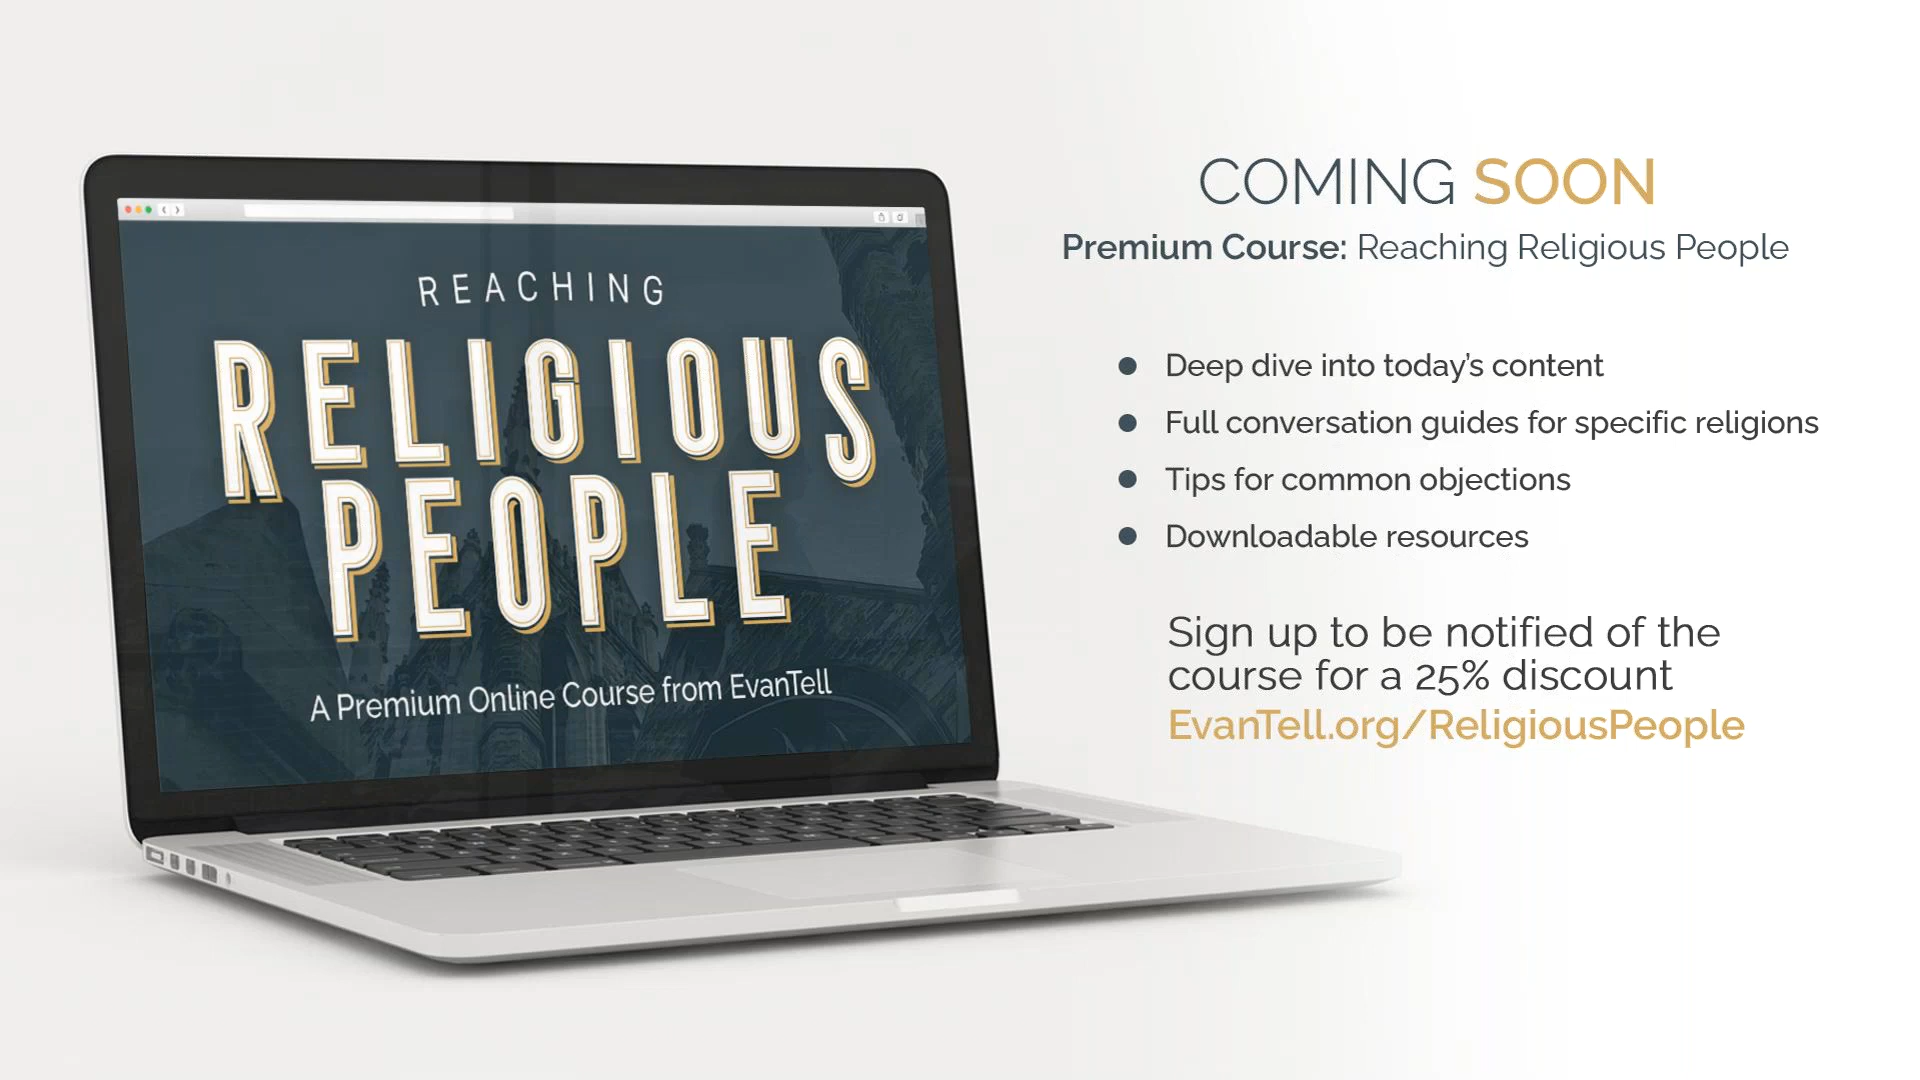 REACHING
RELIGIOUS
PEOPLE
A Premium Online Course from EvanTell
COMING SOON
Premium Course: Reaching Religious People
Deep dive into today's content
Full conversation guides for specific religions
Tips for common objections
Downloadable resources
Sign up to be notified of the
course for a 25% discount
EvanTell.org/ReligiousPeople